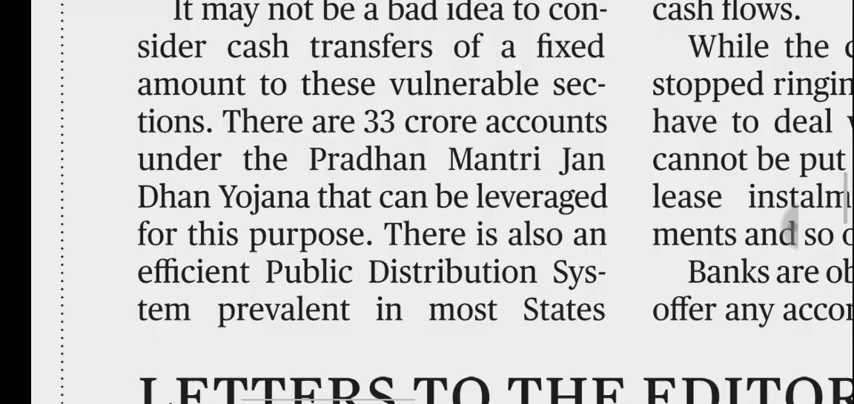 It may not be a bad idea to con-
sider cash transfers of a fixed
amount to these vulnerable sec-
tions. There are 33 crore accounts
under the Pradhan Mantri Jan
Dhan Yojana that can be leveraged
for this purpose. There is also an
efficient Public Distribution Sys-
tem prevalent in most States
cash flows.
While the
stopped ringin
have to deal
cannot be put
lease instalm
ments and so
Banks are ob
offer any accor
LETTERS TO THE EDITOR